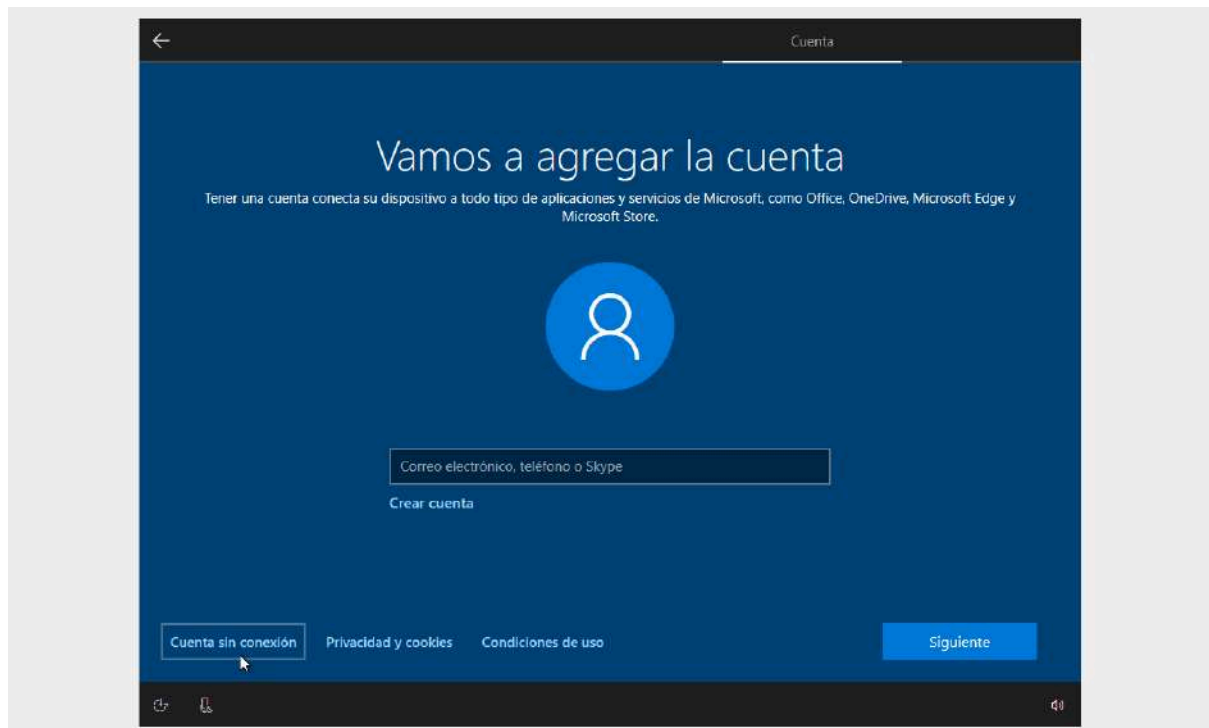 Cuenta
Vamos a agregar la cuenta
Tener una cuenta conecta su dispositivo a todo tipo de aplicaciones y servicios de Microsoft, como Office, OneDrive, Microsoft Edge y
Microsoft Store.
Correo electrónico, teléfono o Skype
Crear cuenta
Cuenta sin conexión Privacidad y cookies Condiciones de uso Siguiente